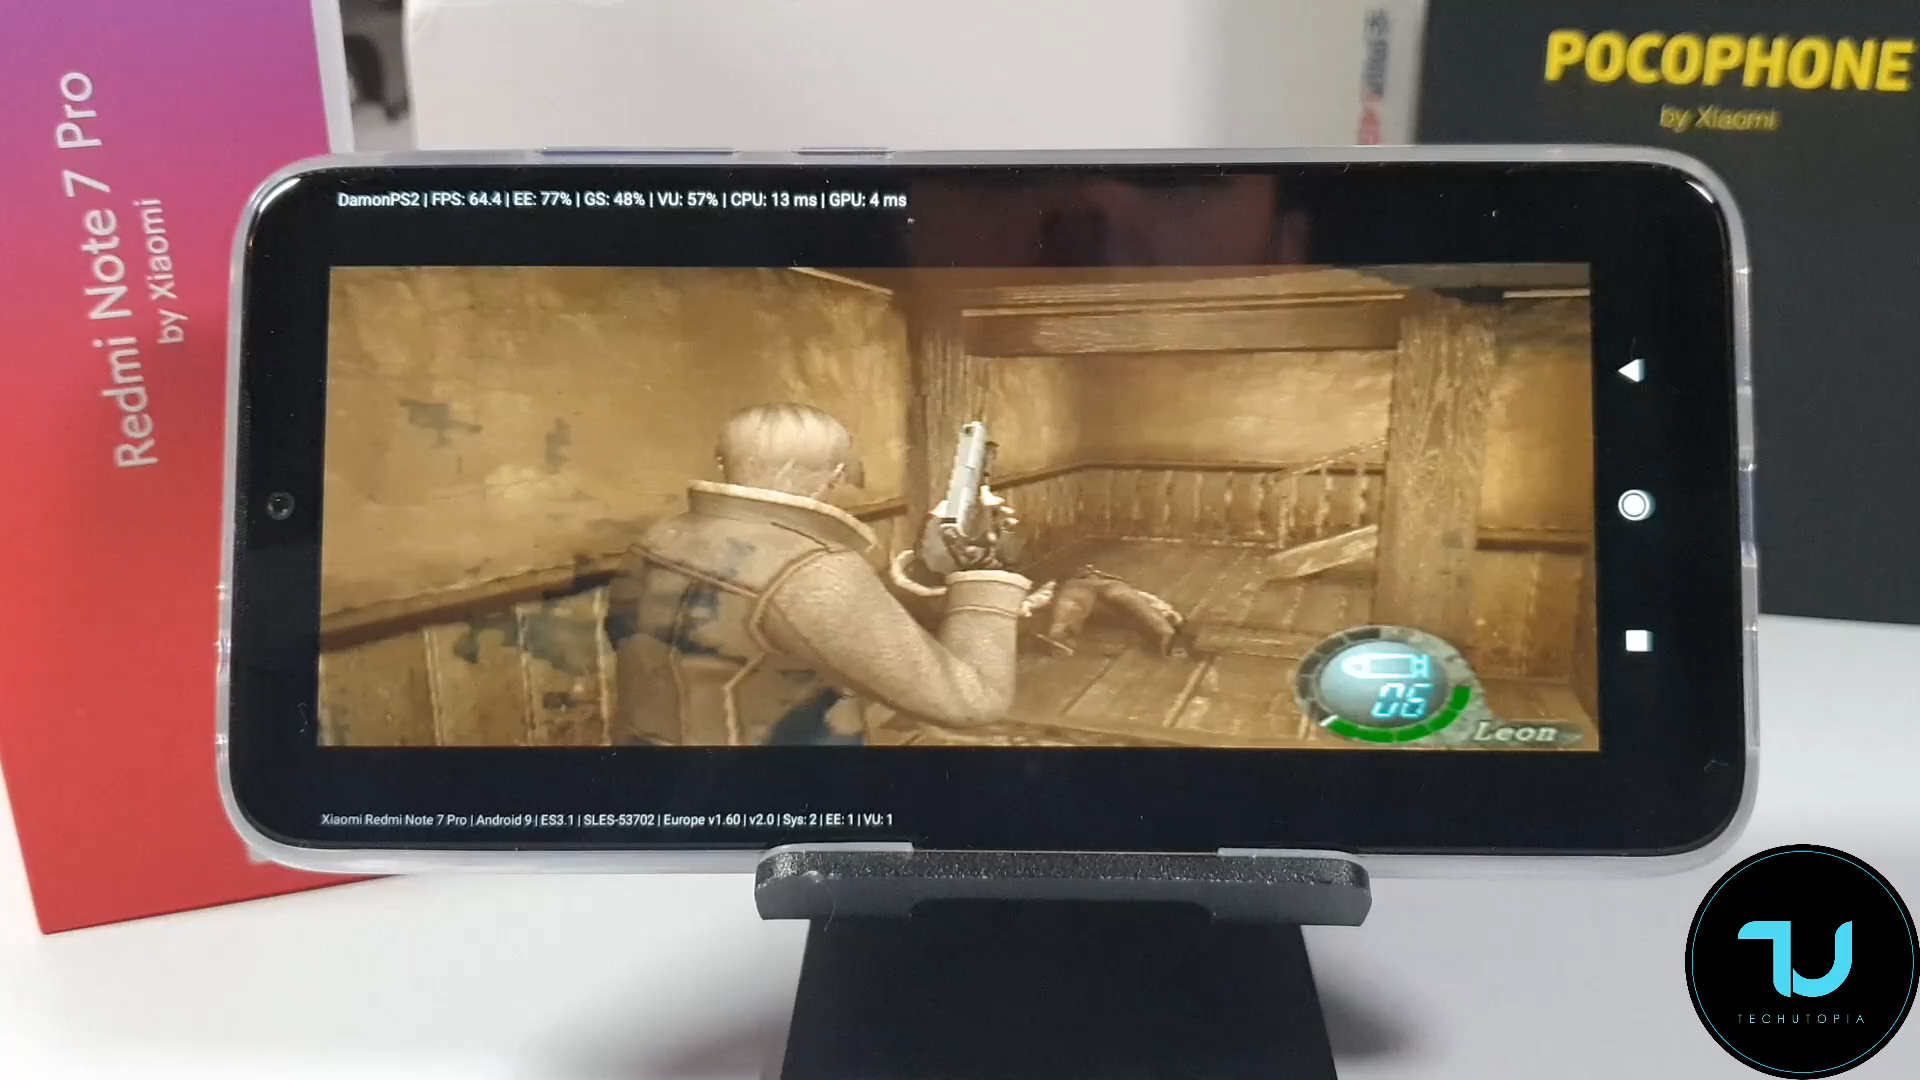 Redmi Note 7 Pro
by Xiaomi
POCOPHONE
by Xiaomi
DamonPS2 | FPS: 64.4 | EE: 77% | GS: 48% | VU: 57% | CPU: 13 ms | GPU: 4 ms
06
Leon
Xiaomi Redmi Note 7 Pro | Android 9 | ES3.1 | SLES-53702 | Europe v1.60 | v2.0 | Sys: 2 | EE: 1 | VU: 1
TU
TECHUTOPIA